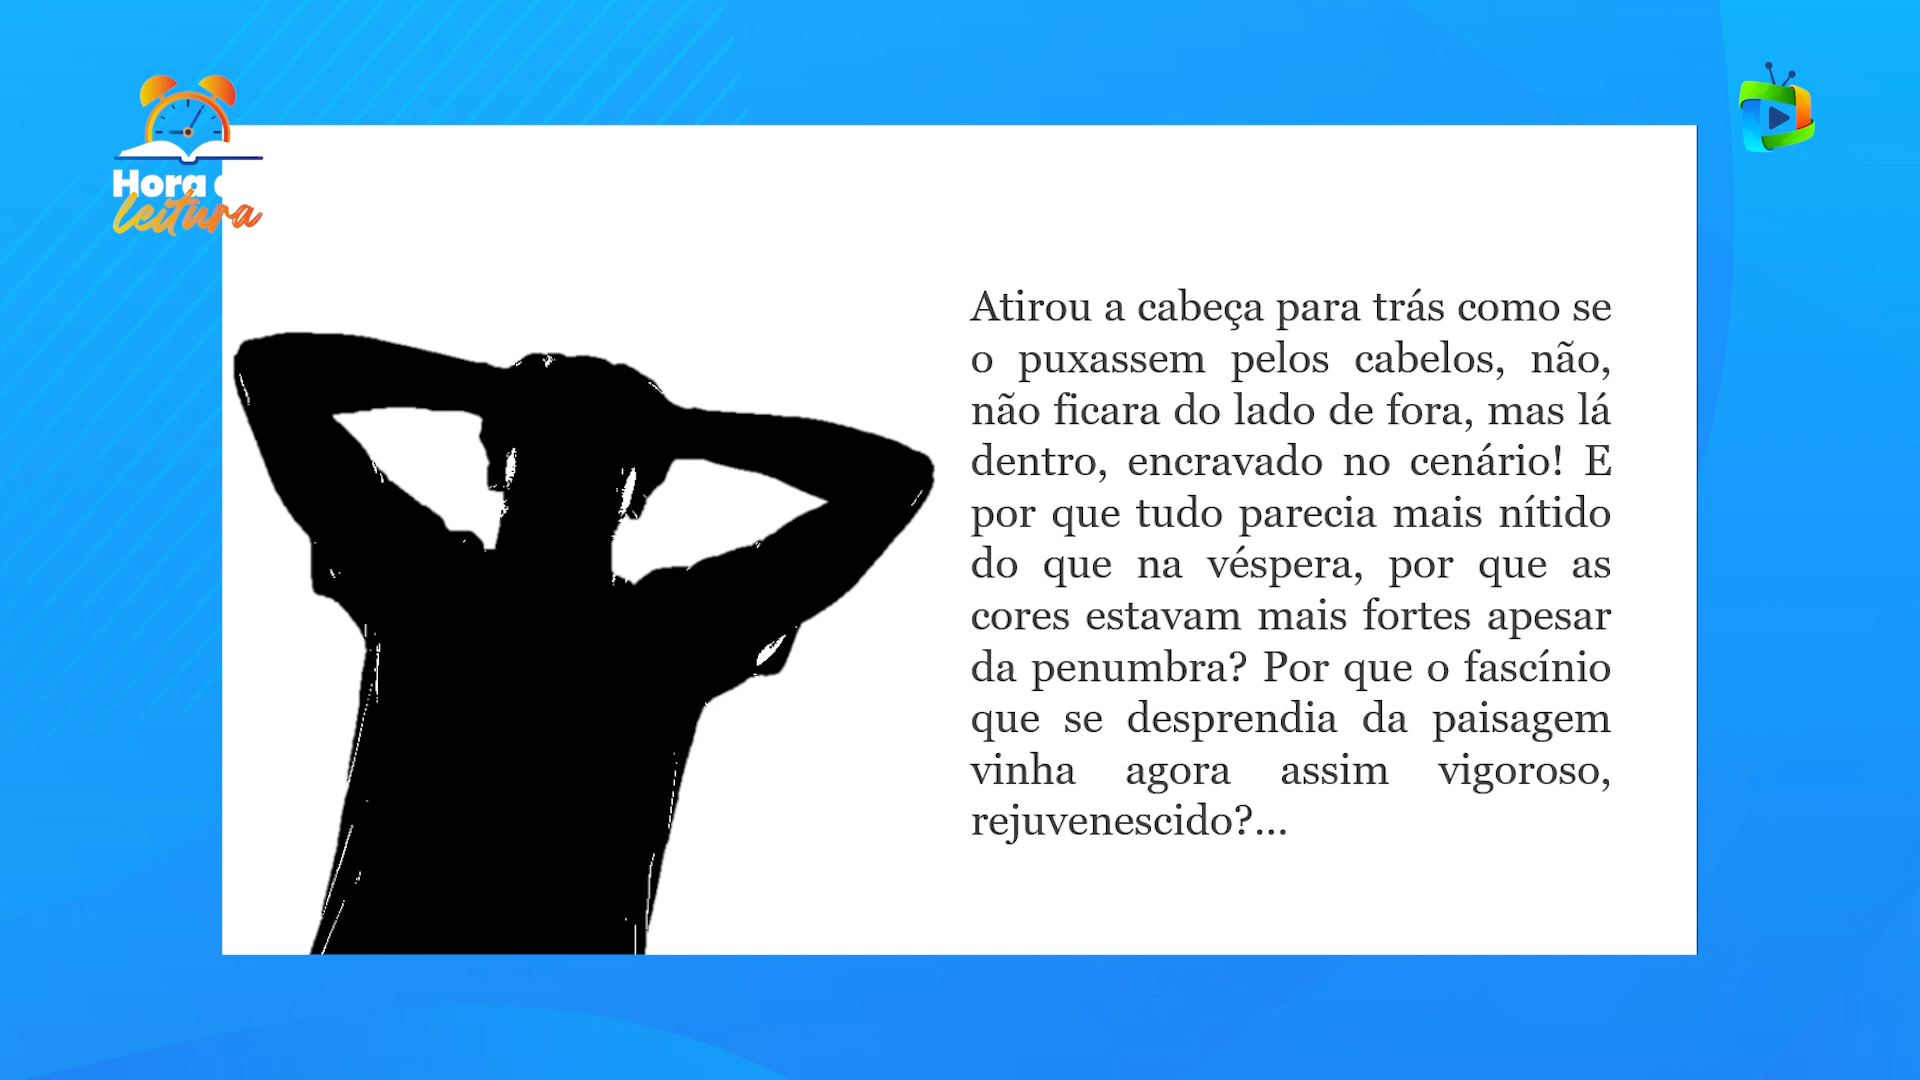 Hora
leitura
Atirou a cabeça para trás como se
o puxassem pelos cabelos, não,
não ficara do lado de fora, mas lá
dentro, encravado no cenário! E
por que tudo parecia mais nítido
do que na véspera, por que as
cores estavam mais fortes apesar
da penumbra? Por que o fascínio
que se desprendia da paisagem
vinha agora assim vigoroso,
rejuvenescido?...